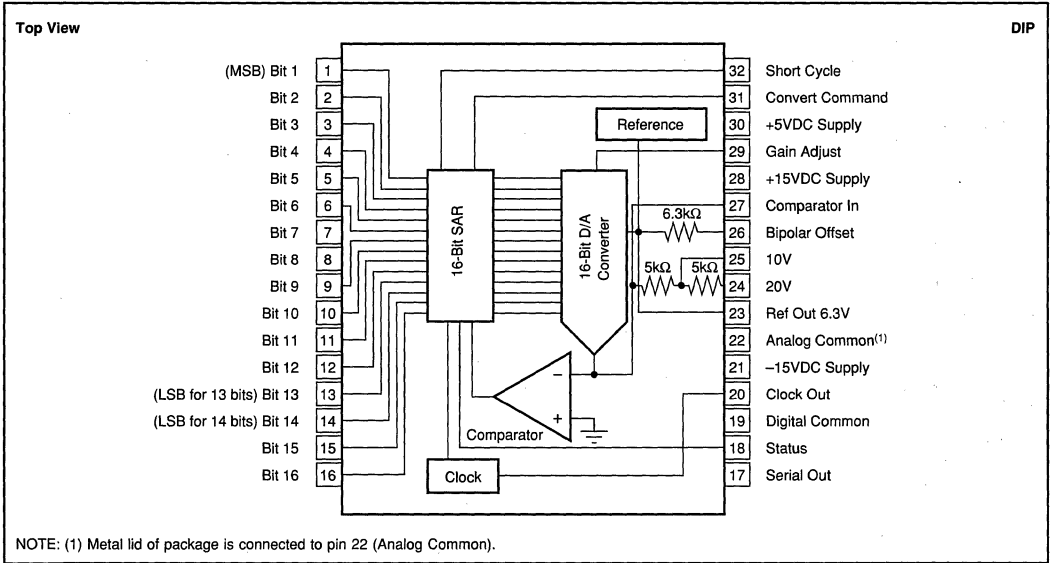 Top View
DIP
(MSB) Bit 1 1
Bit 2 2
Bit 3 3
Bit 4 4
Bit 5 5
Bit 6 6
Bit 7 7
Bit 8 8
Bit 9 9
Bit 10 10
Bit 11 11
Bit 12 12
(LSB for 13 bits) Bit 13 13
(LSB for 14 bits) Bit 14 14
Bit 15 15
Bit 16 16
16-Bit SAR
16-Bit D/A
Converter
Reference
6.3kΩ
5kΩ
5kΩ
−
+
Comparator
Clock
32 Short Cycle
31 Convert Command
30 +5VDC Supply
29 Gain Adjust
28 +15VDC Supply
27 Comparator In
26 Bipolar Offset
25 10V
24 20V
23 Ref Out 6.3V
22 Analog Common(1)
21 –15VDC Supply
20 Clock Out
19 Digital Common
18 Status
17 Serial Out
NOTE: (1) Metal lid of package is connected to pin 22 (Analog Common).